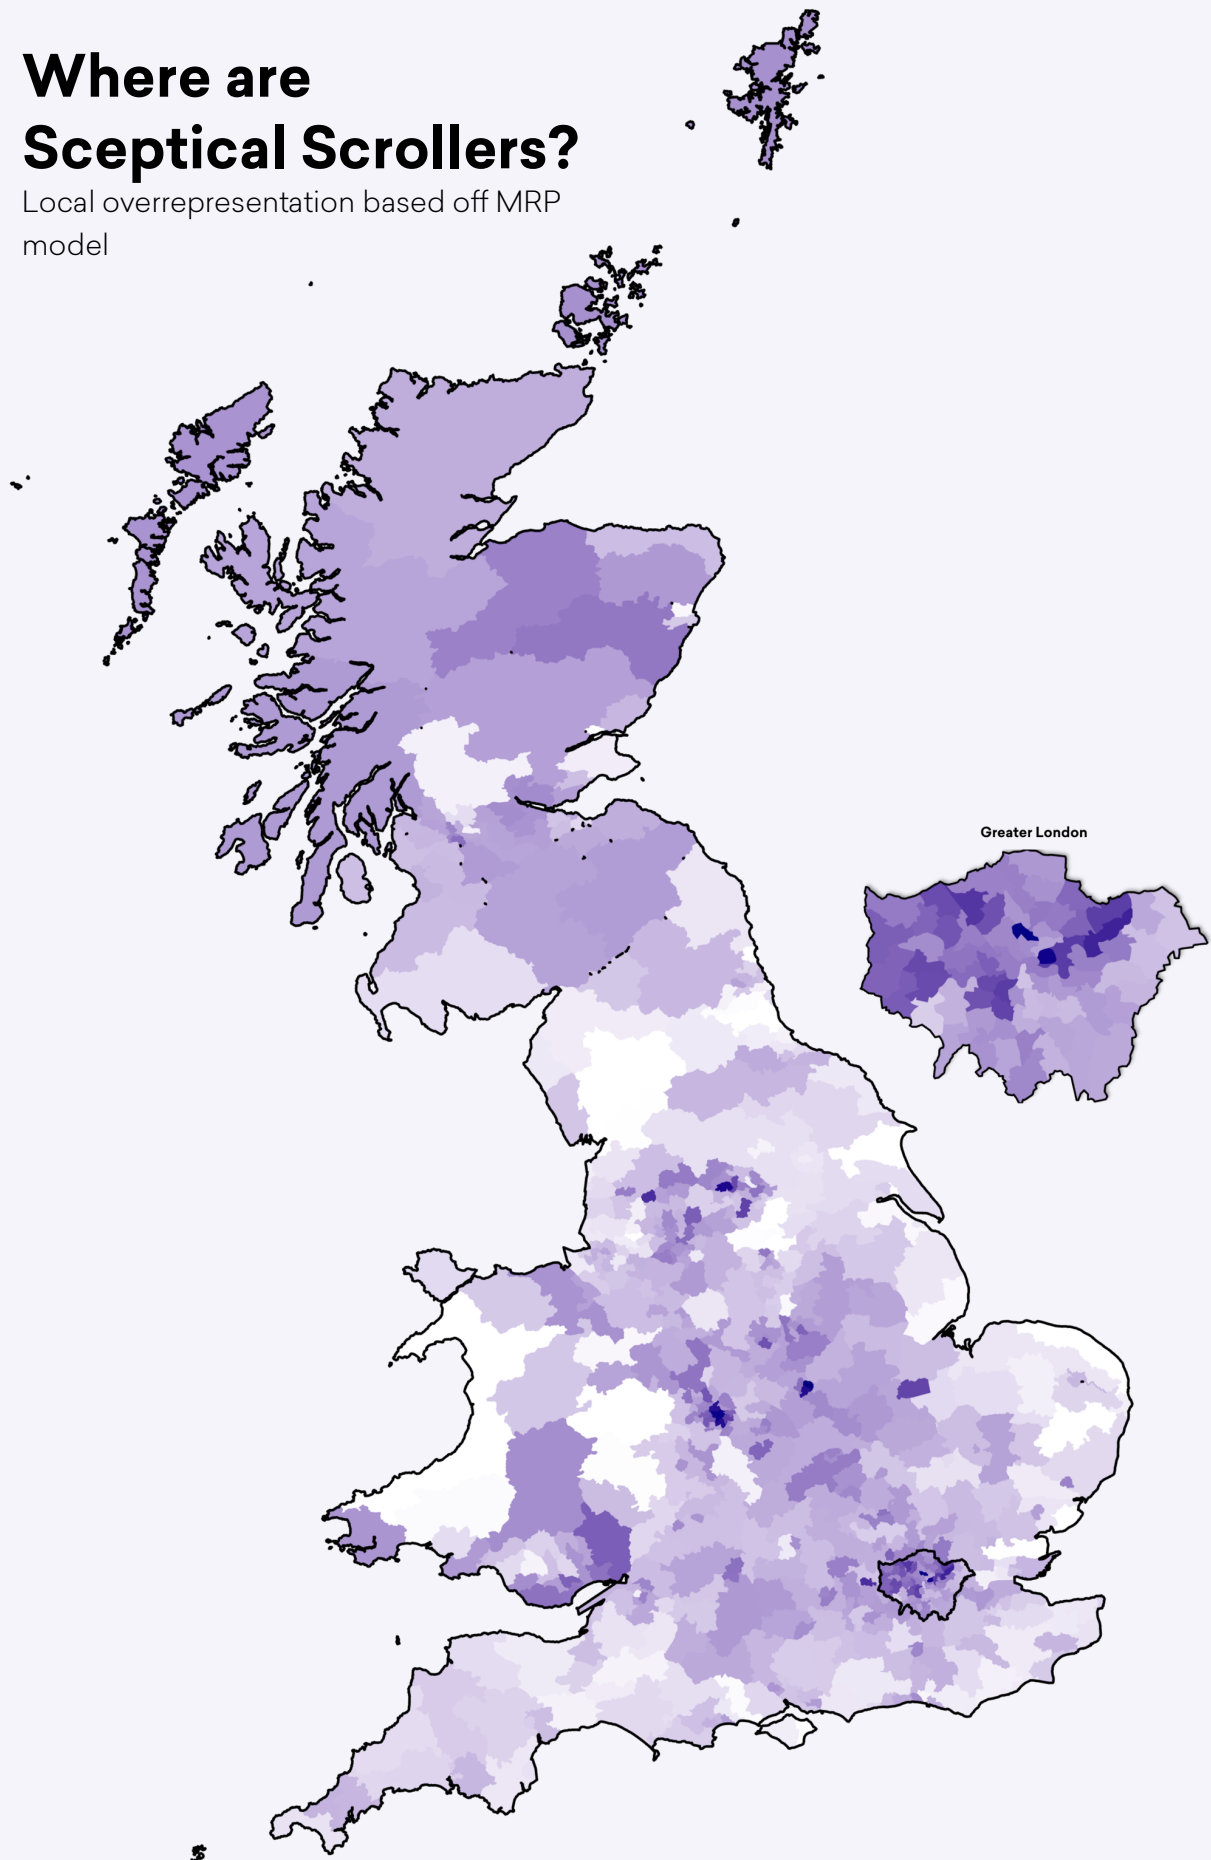 Where are
Sceptical Scrollers?
Local overrepresentation based off MRP
model
Greater London